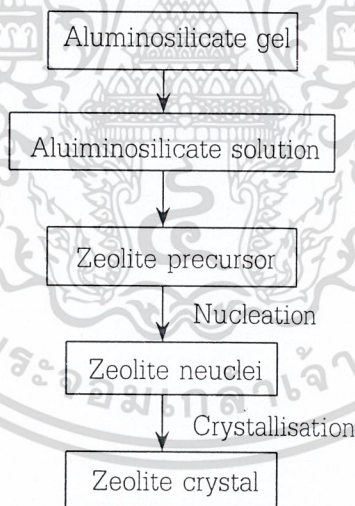 Aluminosilicate gel
Aluiminosilicate solution
Zeolite precursor
Nucleation
Zeolite neuclei
Crystallisation
Zeolite crystal